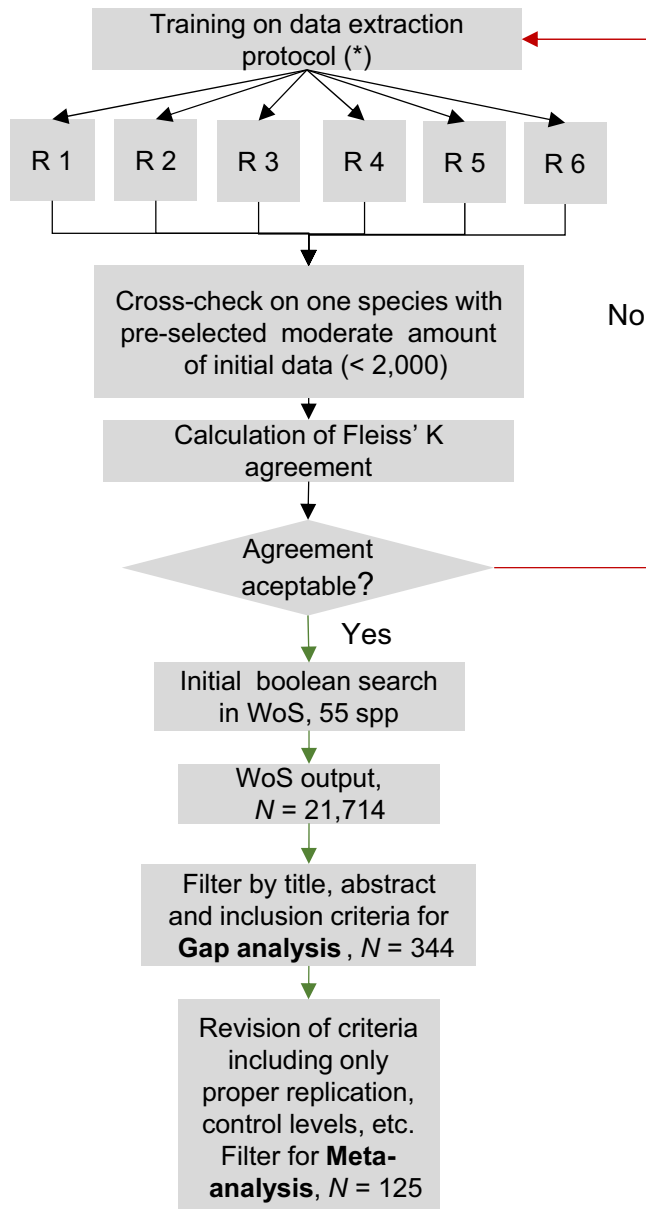 Training on data extraction
protocol (*)
R 1
R 2
R 3
R 4
R 5
R 6
Cross-check on one species with
pre-selected moderate amount
of initial data (< 2,000)
No
Calculation of Fleiss' K
agreement
Agreement
aceptable?
Yes
Initial boolean search
in WoS, 55 spp
WoS output,
N = 21,714
Filter by title, abstract
and inclusion criteria for
Gap analysis , N = 344
Revision of criteria
including only
proper replication,
control levels, etc.
Filter for Meta-
analysis, N = 125